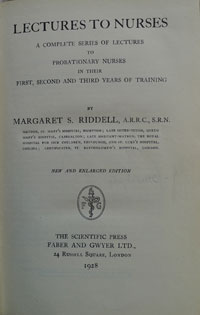 LECTURES TO NURSES
A COMPLETE SERIES OF LECTURES
TO
PROBATIONARY NURSES
IN THEIR
FIRST, SECOND AND THIRD YEARS OF TRAINING
BY
MARGARET S. RIDDELL, A.R.R.C., S.R.N.
NEW AND ENLARGED EDITION
THE SCIENTIFIC PRESS
FABER AND GWYER LTD.,
24 RUSSELL SQUARE, LONDON
1928